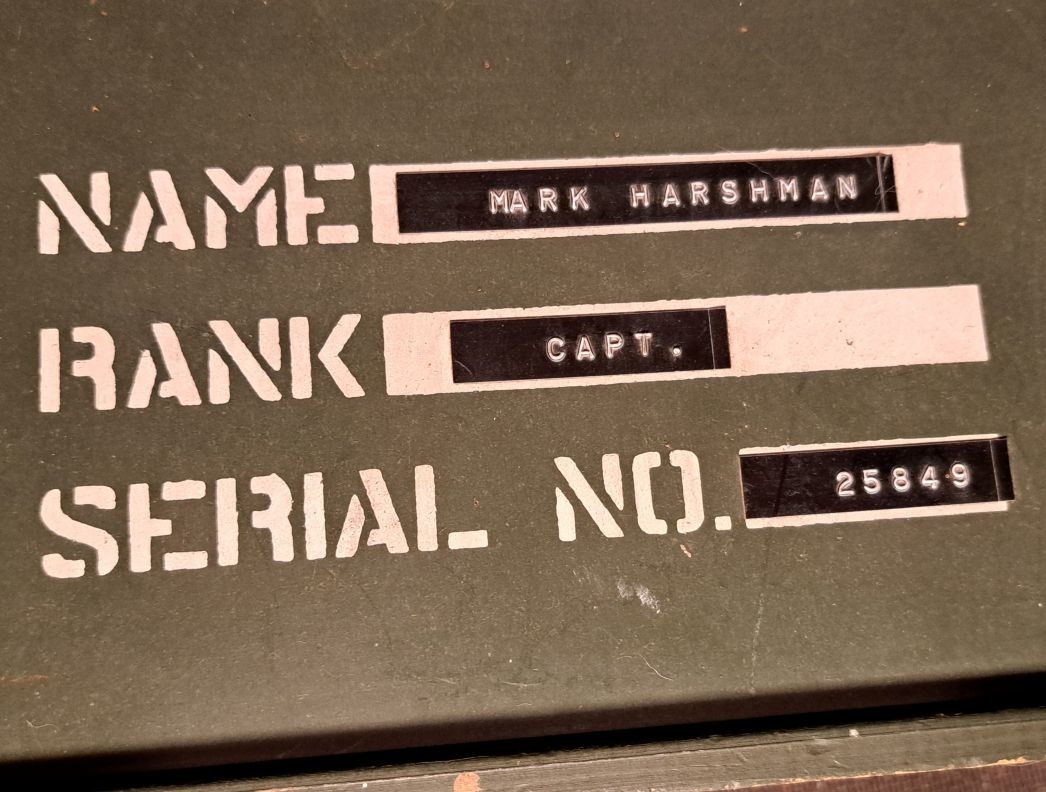 NAME MARK HARSHMAN
RANK CAPT.
SERIAL NO. 25849